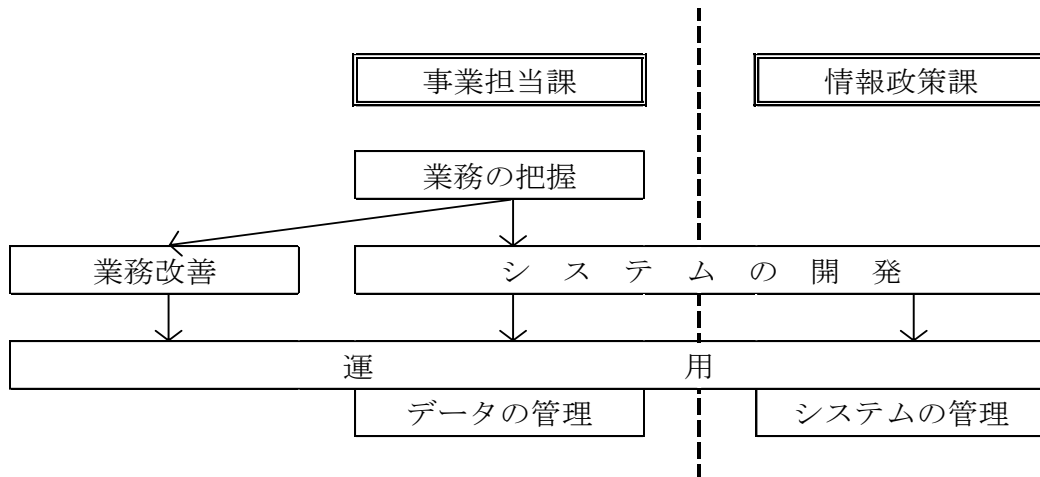 事業担当課
情報政策課
業務の把握
業務改善
システムの開発
運用
データの管理
システムの管理